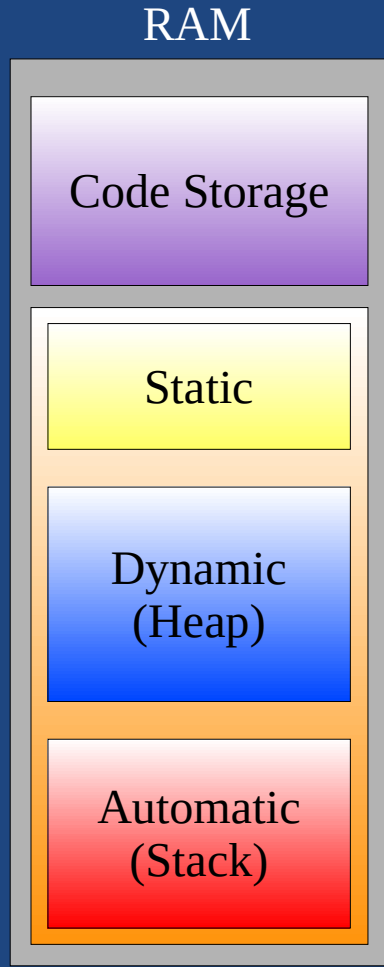 RAM
Code Storage
Static
Dynamic
(Heap)
Automatic
(Stack)